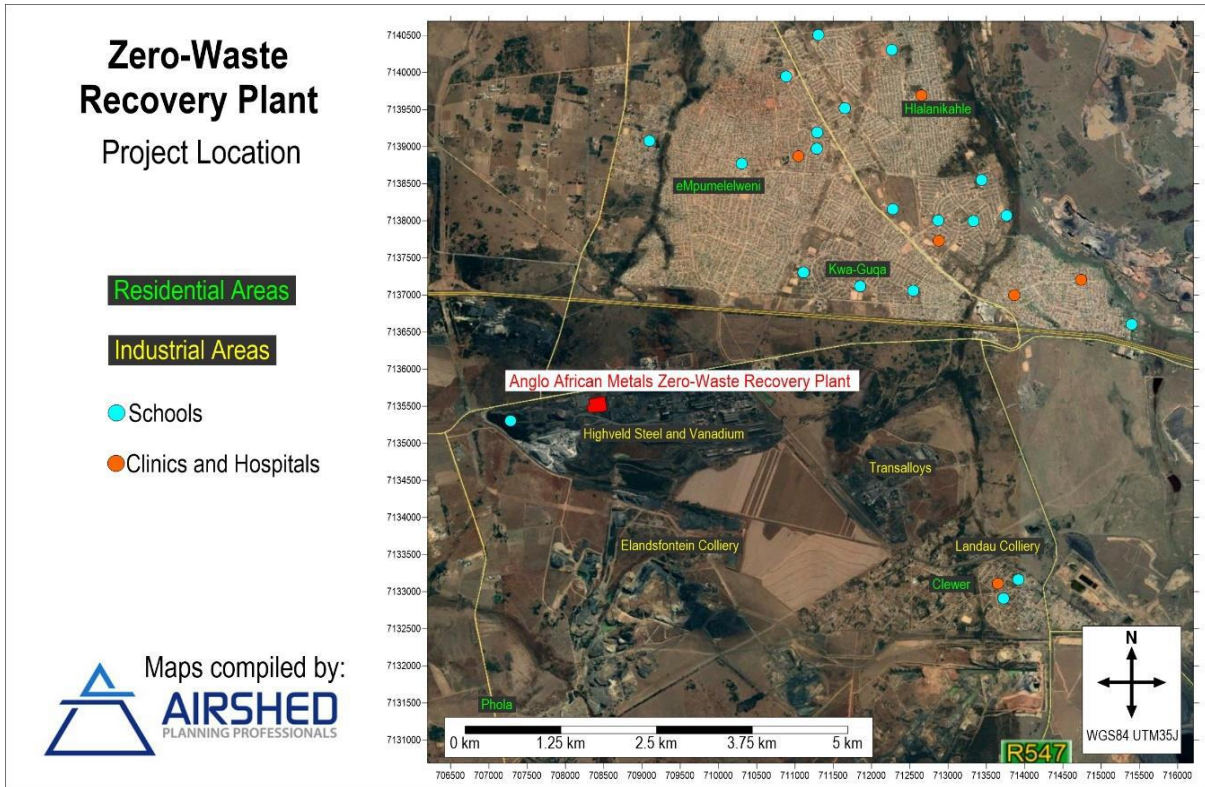 Zero-Waste
Recovery Plant
Project Location
Residential Areas
Industrial Areas
Schools
Clinics and Hospitals
Maps compiled by:
AIRSHED
PLANNING PROFESSIONALS
7140500
7140000
7139500
7139000
7138500
7138000
7137500
7137000
7136500
7136000
7135500
7135000
7134500
7134000
7133500
7133000
7132500
7132000
7131500
7131000
Hlalanikahle
eMpumelelweni
Kwa-Guqa
Anglo African Metals Zero-Waste Recovery Plant
Highveld Steel and Vanadium
Transalloys
Elandsfontein Colliery
Landau Colliery
Clewer
Phola
0 km 1.25 km 2.5 km 3.75 km 5 km
N
WGS84 UTM35J
R547
706500 707000 707500 708000 708500 709000 709500 710000 710500 711000 711500 712000 712500 713000 713500 714000 714500 715000 715500 716000